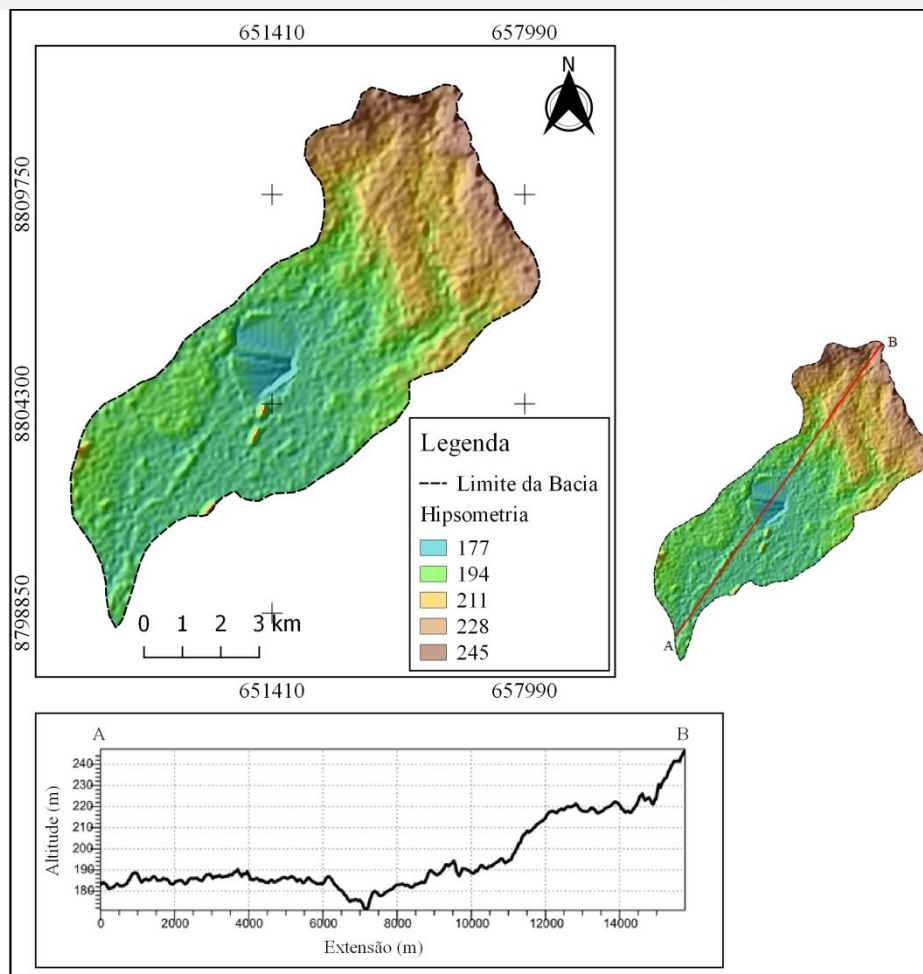 651410 657990
N
8809750
8804300
8798850
Legenda
Limite da Bacia
Hipsometria
177
194
211
228
245
0 1 2 3 km
651410 657990
B
A
A B
Altitude (m)
240
230
220
210
200
190
180
0 2000 4000 6000 8000 10000 12000 14000
Extensão (m)